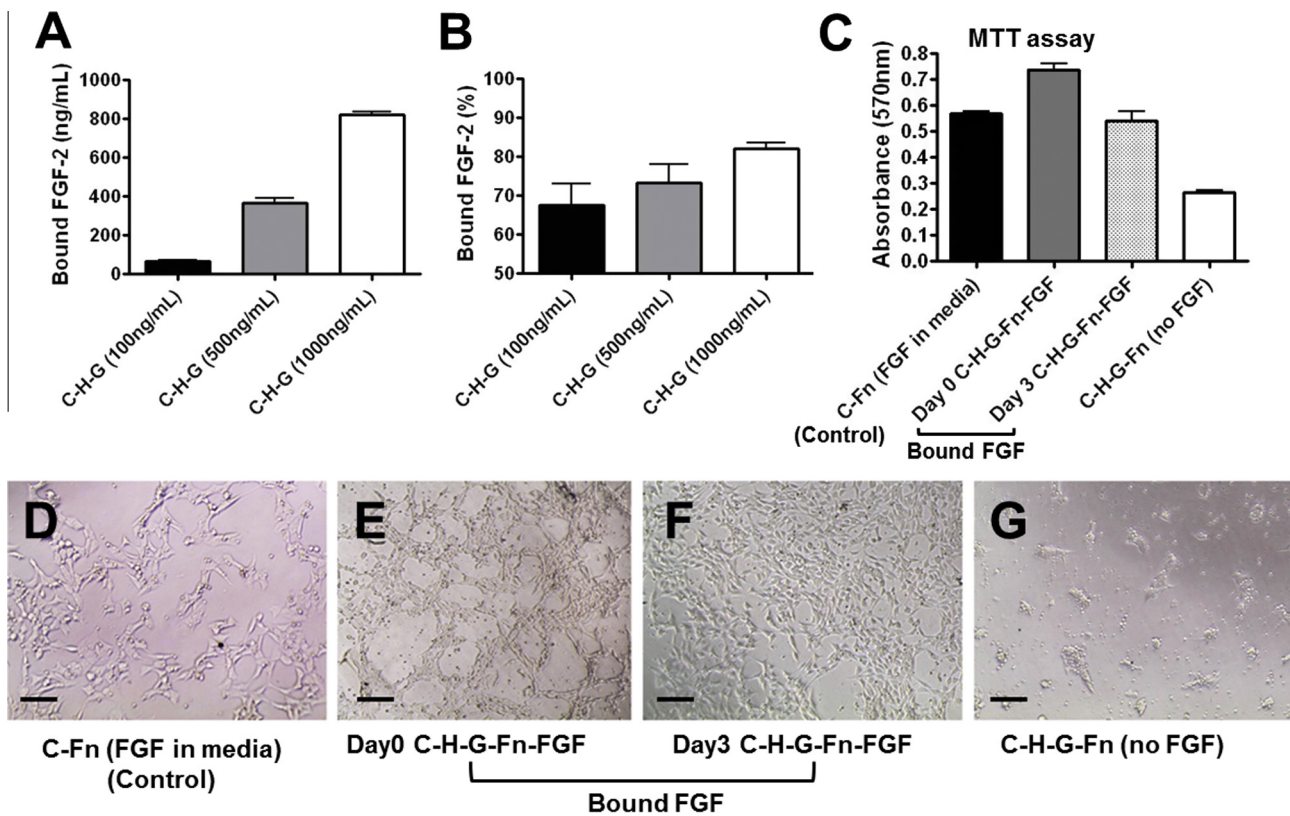 A
Bound FGF-2 (ng/mL)
1000
800
600
400
200
0
C-H-G (100ng/mL)
C-H-G (500ng/mL)
C-H-G (1000ng/mL)
B
Bound FGF-2 (%)
100
90
80
70
60
50
C-H-G (100ng/mL)
C-H-G (500ng/mL)
C-H-G (1000ng/mL)
C
MTT assay
Absorbance (570nm)
0.8
0.7
0.6
0.5
0.4
0.3
0.2
0.1
0.0
C-Fn (FGF in media)
(Control)
Day 0 C-H-G-Fn-FGF
Day 3 C-H-G-Fn-FGF
Bound FGF
C-H-G-Fn (no FGF)
D
C-Fn (FGF in media)
(Control)
E
Day0 C-H-G-Fn-FGF
F
Day3 C-H-G-Fn-FGF
Bound FGF
G
C-H-G-Fn (no FGF)